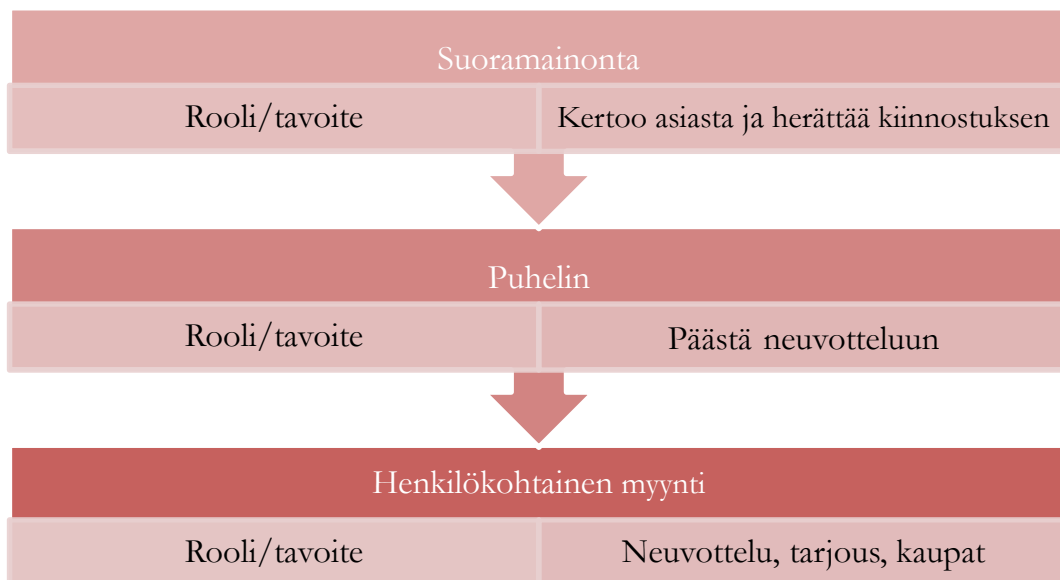 Suoramainonta
Rooli/tavoite
Kertoo asiasta ja herättää kiinnostuksen
Puhelin
Rooli/tavoite
Päästä neuvotteluun
Henkilökohtainen myynti
Rooli/tavoite
Neuvottelu, tarjous, kaupat